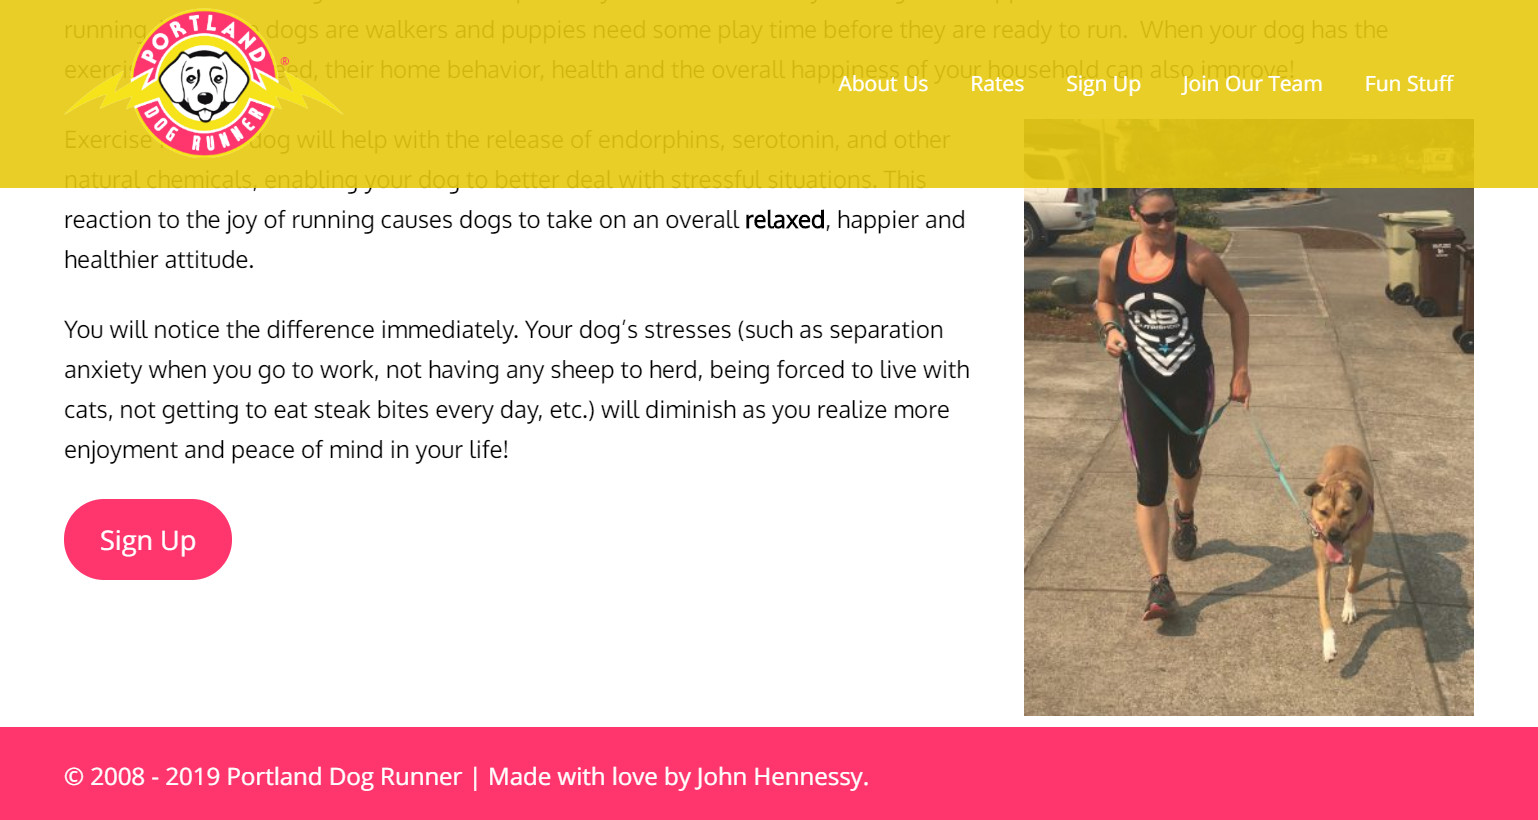 running dogs are walkers and puppies need some play time before they are ready to run. When your dog has the
their home behavior, health and the overall happiness of your household can also improve!
PORTLAND
DOG RUNNER
®
About Us Rates Sign Up Join Our Team Fun Stuff
Exercise dog will help with the release of endorphins, serotonin, and other
natural chemicals, enabling your dog to better deal with stressful situations. This
reaction to the joy of running causes dogs to take on an overall relaxed, happier and
healthier attitude.
You will notice the difference immediately. Your dog’s stresses (such as separation
anxiety when you go to work, not having any sheep to herd, being forced to live with
cats, not getting to eat steak bites every day, etc.) will diminish as you realize more
enjoyment and peace of mind in your life!
NS
Sign Up
© 2008 - 2019 Portland Dog Runner | Made with love by John Hennessy.